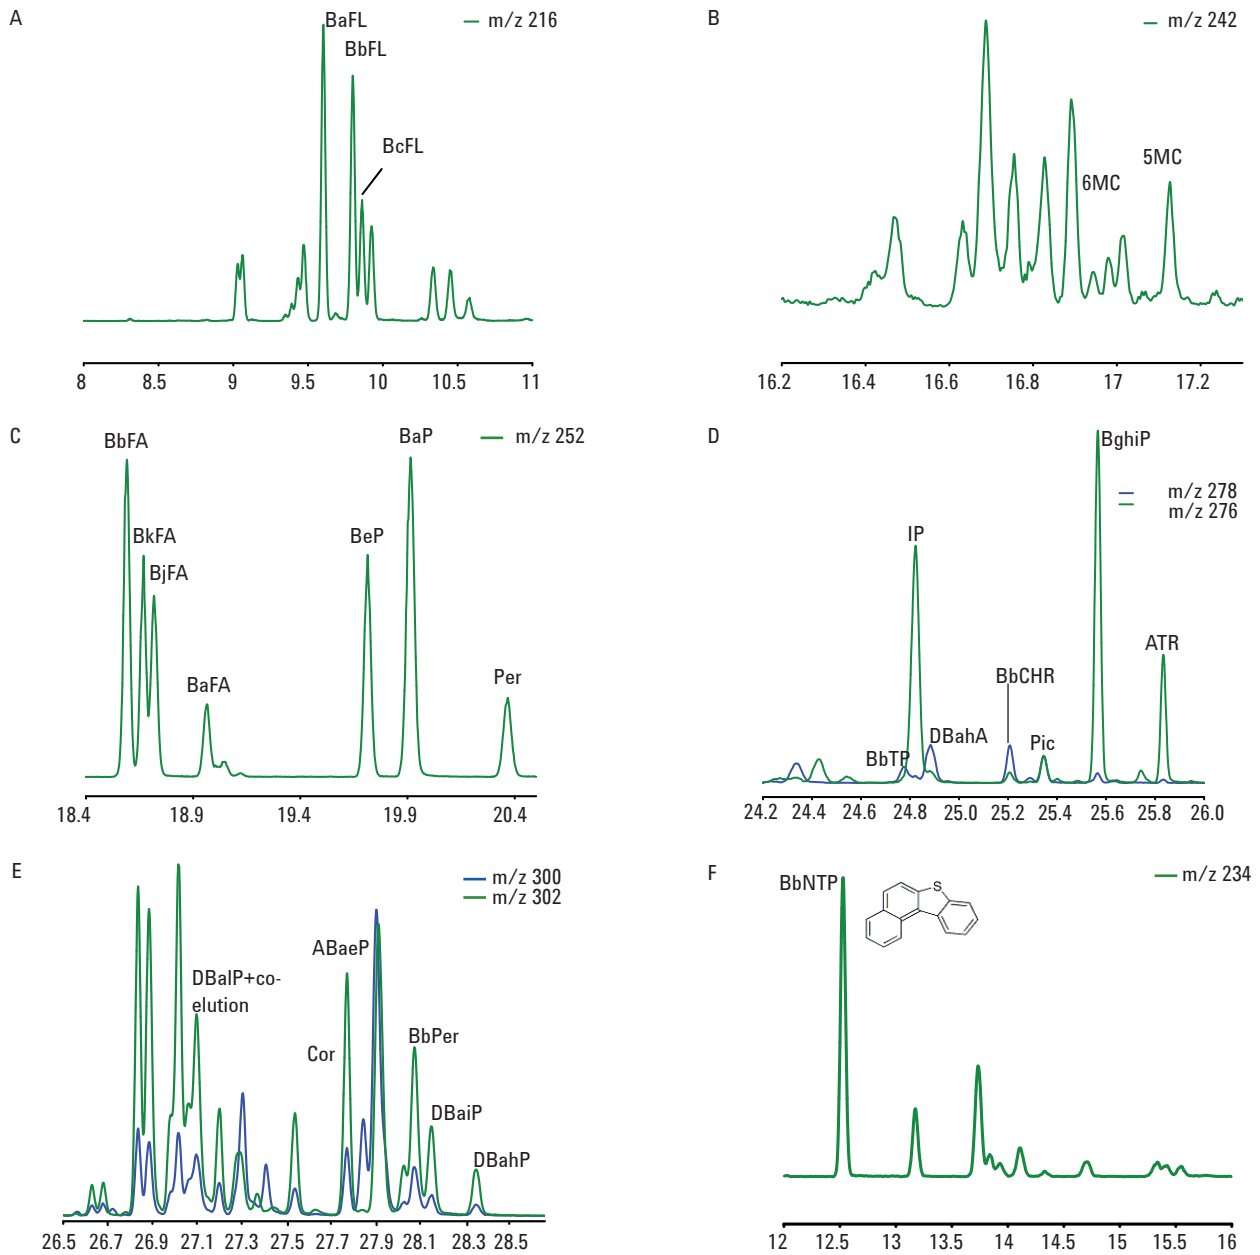 A
BaFL
m/z 216
BbFL
BcFL
8 8.5 9 9.5 10 10.5 11
B
m/z 242
5MC
6MC
16.2 16.4 16.6 16.8 17 17.2
C
BbFA
BaP
m/z 252
BkFA
BeP
BjFA
BaFA
Per
18.4 18.9 19.4 19.9 20.4
D
BghiP
m/z 278
m/z 276
IP
ATR
BbCHR
DBahA
Pic
BbTP
24.2 24.4 24.6 24.8 25.0 25.2 25.4 25.6 25.8 26.0
E
m/z 300
m/z 302
ABaeP
DBalP+co-
elution
BbPer
Cor
DBaiP
DBahP
26.5 26.7 26.9 27.1 27.3 27.5 27.7 27.9 28.1 28.3 28.5
F
m/z 234
BbNTP
S
12 12.5 13 13.5 14 14.5 15 15.5 16